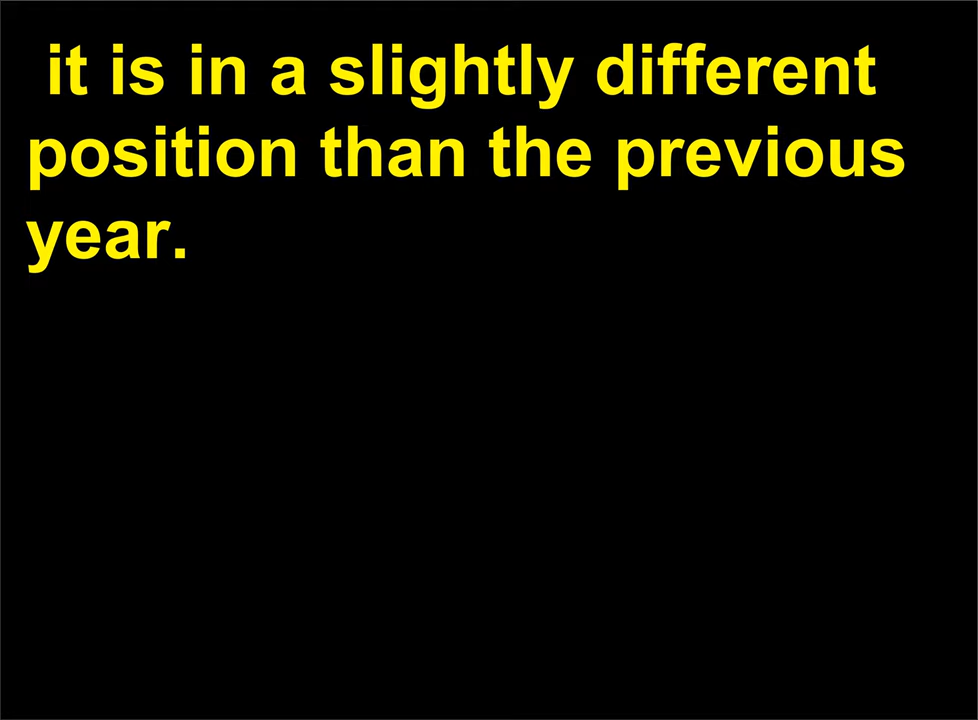 it is in a slightly different
position than the previous
year.